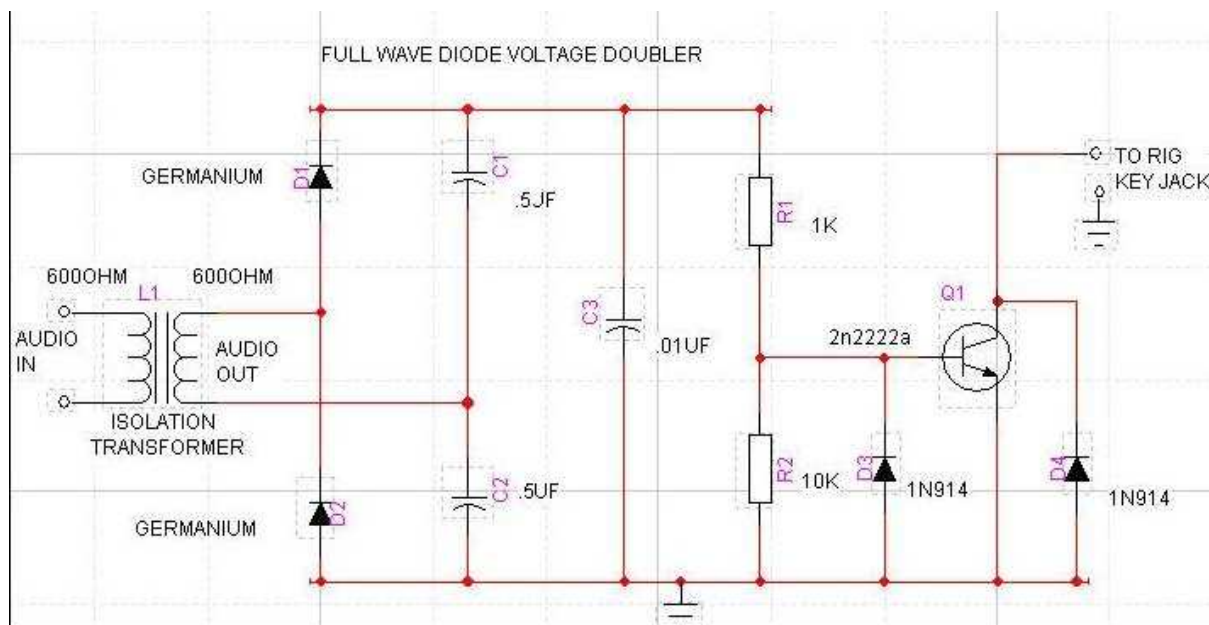 FULL WAVE DIODE VOLTAGE DOUBLER
GERMANIUM
D1
C1
.5UF
TO RIG
KEY JACK
R1
1K
600OHM
600OHM
L1
C3
Q1
AUDIO
IN
AUDIO
OUT
.01UF
2n2222a
ISOLATION
TRANSFORMER
C2
.5UF
R2
10K
D3
1N914
D4
1N914
D2
GERMANIUM